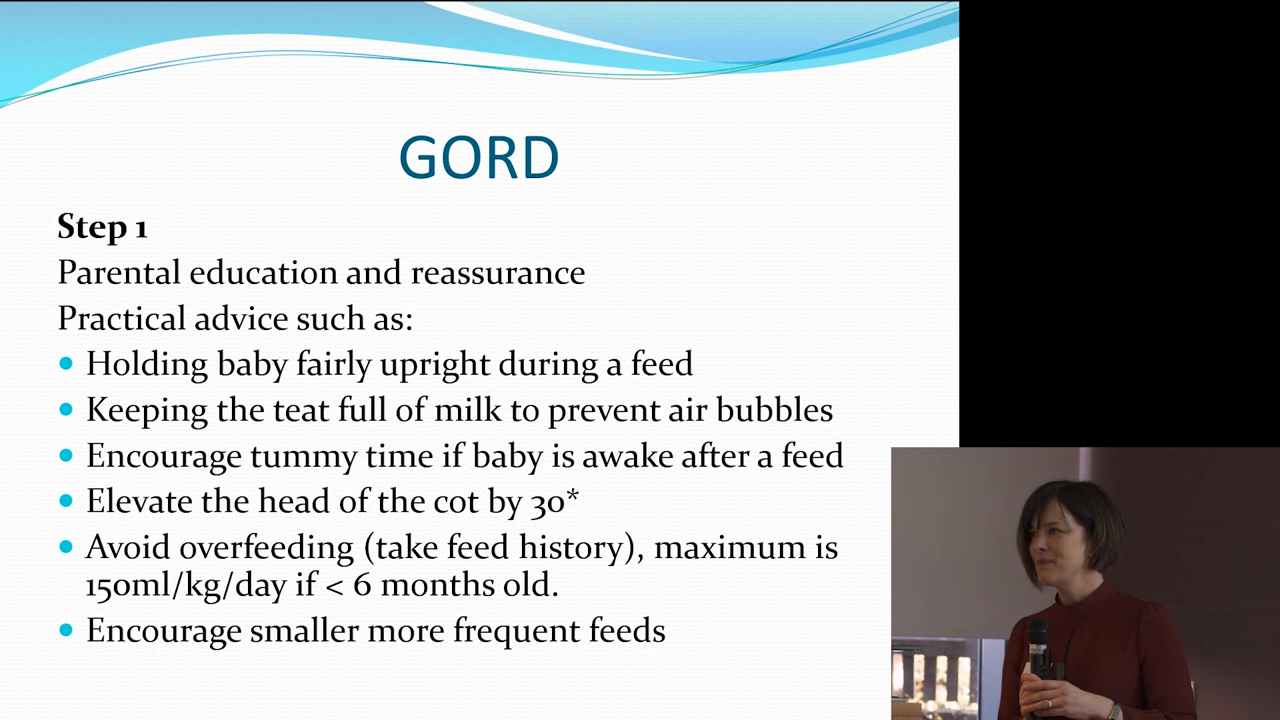 GORD
Step 1
Parental education and reassurance
Practical advice such as:
• Holding baby fairly upright during a feed
• Keeping the teat full of milk to prevent air bubbles
• Encourage tummy time if baby is awake after a feed
• Elevate the head of the cot by 30*
• Avoid overfeeding (take feed history), maximum is
150ml/kg/day if < 6 months old.
• Encourage smaller more frequent feeds